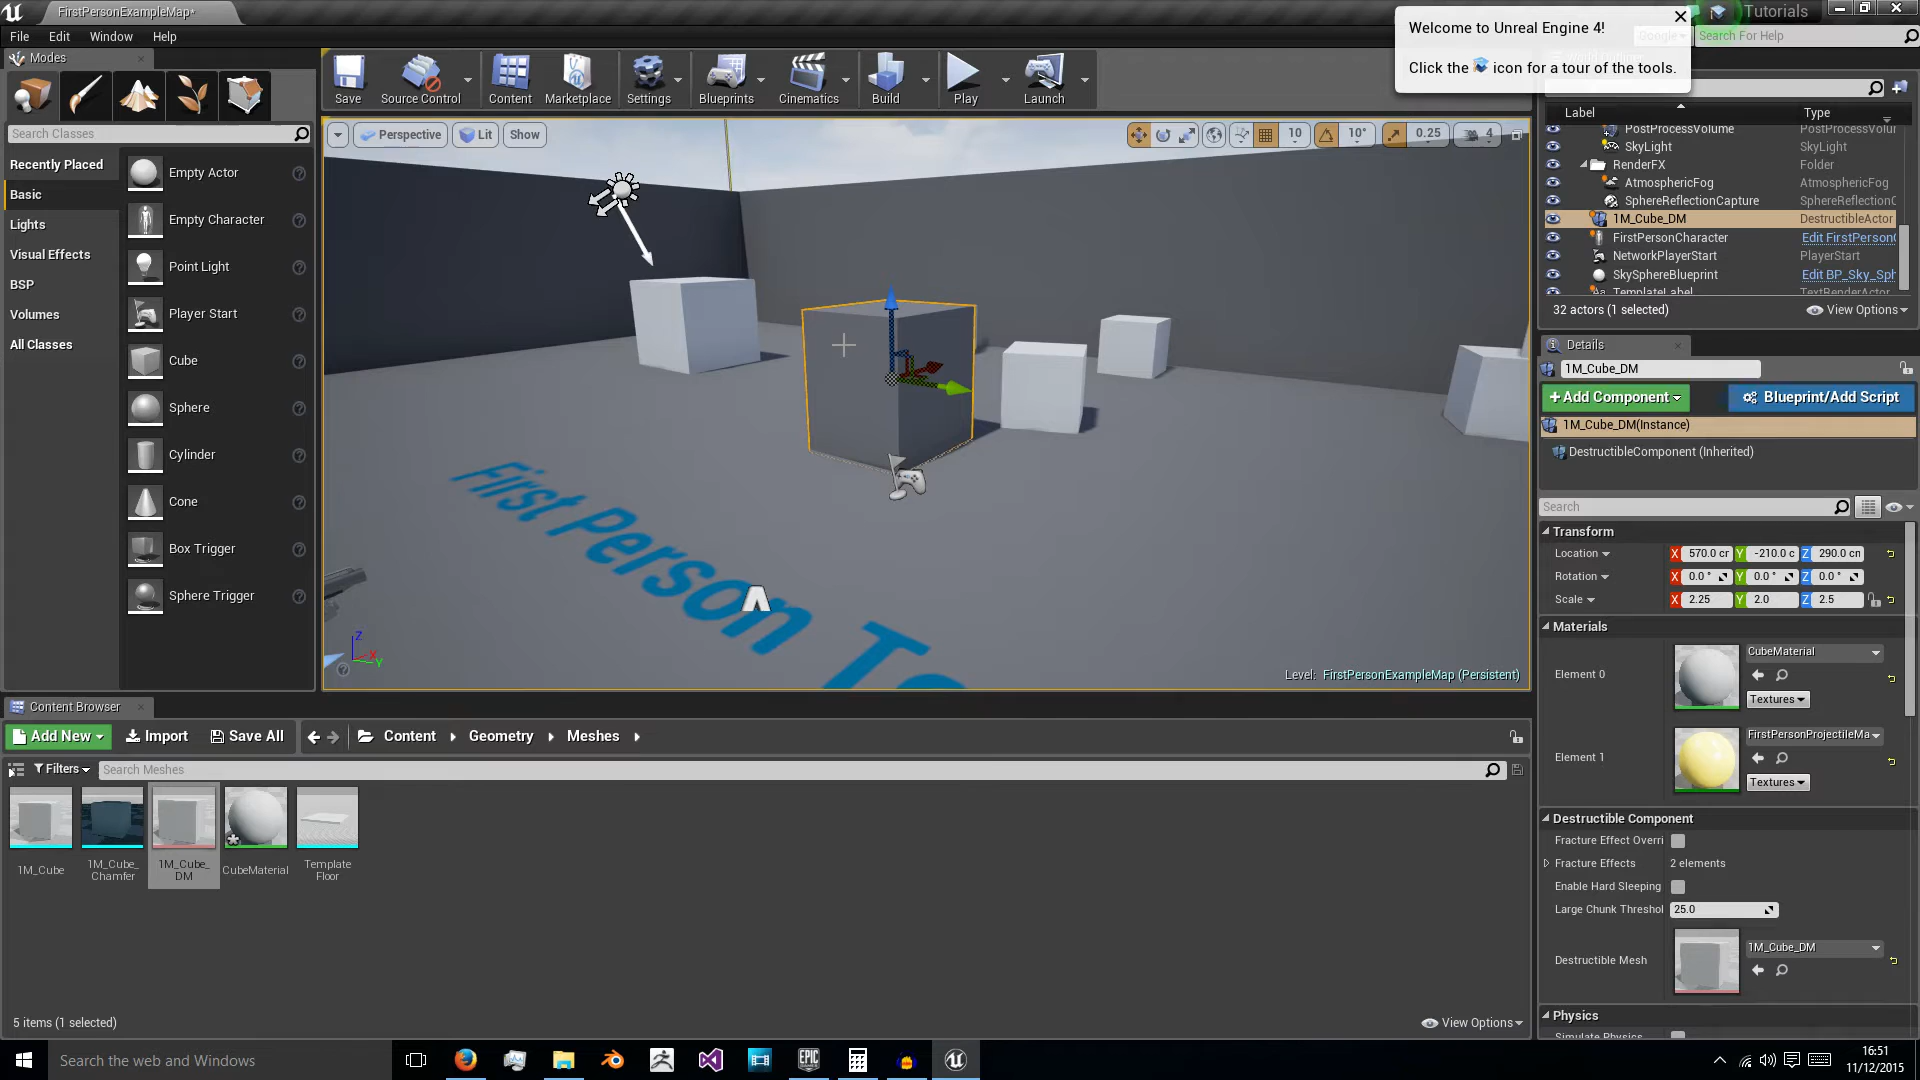 FirstPersonExampleMap*
Tutorials
File
Edit
Window
Help
Welcome to Unreal Engine 4!
Click the icon for a tour of the tools.
Search For Help
Modes
Save
Source Control
Content
Marketplace
Settings
Blueprints
Cinematics
Build
Play
Launch
Search Classes
Recently Placed
Basic
Lights
Visual Effects
BSP
Volumes
All Classes
Empty Actor
Empty Character
Point Light
Player Start
Cube
Sphere
Cylinder
Cone
Box Trigger
Sphere Trigger
Perspective
Lit
Show
10
10°
0.25
4
First Person Te
Z
X
Y
Level: FirstPersonExampleMap (Persistent)
Label
Type
PostProcessVolume
PostProcessVolu
SkyLight
SkyLight
RenderFX
Folder
AtmosphericFog
AtmosphericFog
SphereReflectionCapture
SphereReflectionC
1M_Cube_DM
DestructibleActor
FirstPersonCharacter
Edit FirstPerson
NetworkPlayerStart
PlayerStart
SkySphereBlueprint
Edit BP_Sky_Sph
TemplateLabel
TextRenderActor
32 actors (1 selected)
View Options
Details
1M_Cube_DM
+Add Component
Blueprint/Add Script
1M_Cube_DM(Instance)
DestructibleComponent (Inherited)
Search
Transform
Location
X 570.0 cr Y -210.0 c Z 290.0 cn
Rotation
X 0.0 ° Y 0.0 ° Z 0.0 °
Scale
X 2.25 Y 2.0 Z 2.5
Materials
Element 0
CubeMaterial
Textures
Element 1
FirstPersonProjectileMa
Textures
Destructible Component
Fracture Effect Overri
Fracture Effects
2 elements
Enable Hard Sleeping
Large Chunk Threshol
25.0
Destructible Mesh
1M_Cube_DM
Physics
Simulate Physics
Content Browser
Add New
Import
Save All
Content
Geometry
Meshes
Filters
Search Meshes
1M_Cube
1M_Cube_
Chamfer
1M_Cube_
DM
CubeMaterial
Template
Floor
5 items (1 selected)
View Options
Search the web and Windows
EPIC
16:51
11/12/2015